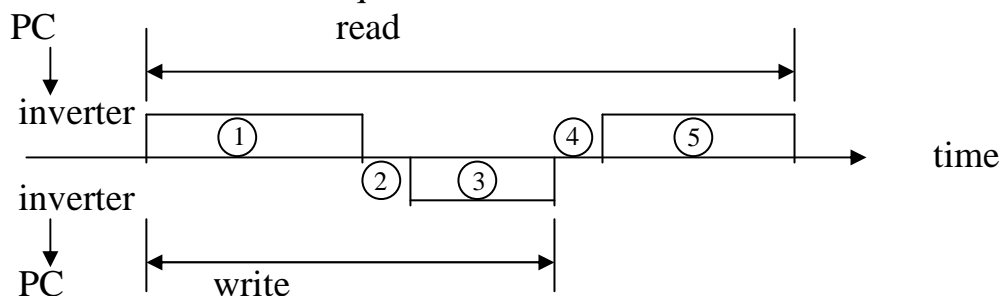 PC
read
inverter
① ④ ⑤
time
② ③
inverter
PC
write